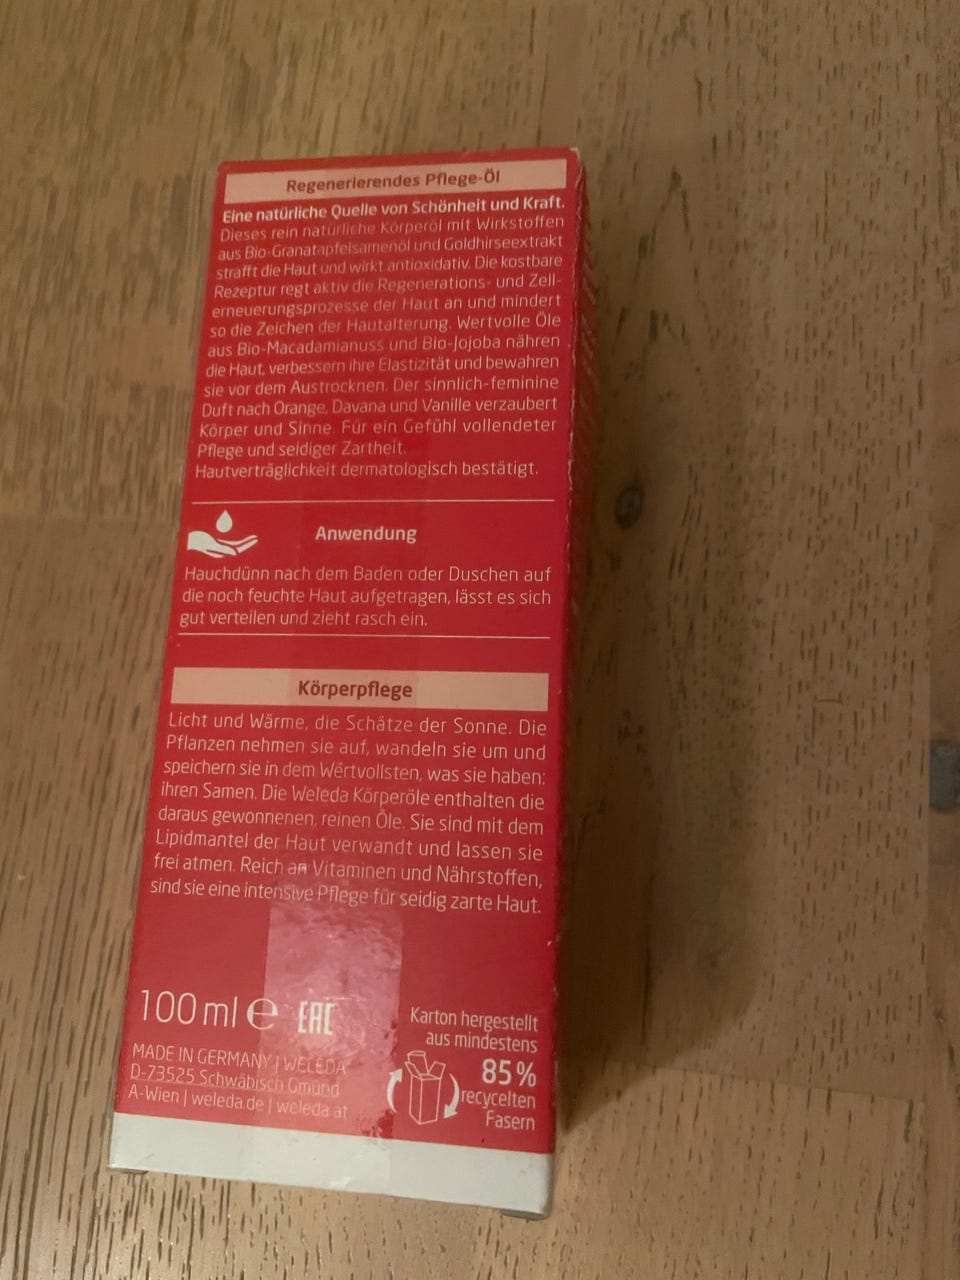 Regenerierendes Pflege-Öl
Eine natürliche Quelle von Schönheit und Kraft.
Dieses rein natürliche Körperöl mit Wirkstoffen
aus Bio-Granatapfelsamenöl und Goldhirseextrakt
strafft die Haut und wirkt antioxidativ. Die kostbare
Rezeptur regt aktiv die Regenerations- und Zell-
erneuerungsprozesse der Haut an und mindert
so die Zeichen der Hautalterung. Wertvolle Öle
aus Bio-Macadamianuss und Bio-Jojoba nähren
die Haut, verbessern ihre Elastizität und bewahren
sie vor dem Austrocknen. Der sinnlich-feminine
Duft nach Orange, Davana und Vanille verzaubert
Körper und Sinne. Für ein Gefühl vollendeter
Pflege und seidiger Zartheit.
Hautverträglichkeit dermatologisch bestätigt.
Anwendung
Hauchdünn nach dem Baden oder Duschen auf
die noch feuchte Haut aufgetragen, lässt es sich
gut verteilen und zieht rasch ein.
Körperpflege
Licht und Wärme, die Schätze der Sonne. Die
Pflanzen nehmen sie auf, wandeln sie um und
speichern sie in dem Wertvollsten, was sie haben:
ihren Samen. Die Weleda Körperöle enthalten die
daraus gewonnenen, reinen Öle. Sie sind mit dem
Lipidmantel der Haut verwandt und lassen sie
frei atmen. Reich an Vitaminen und Nährstoffen,
sind sie eine intensive Pflege für seidig zarte Haut.
100 ml e EAC
MADE IN GERMANY | WELEDA
D-73525 Schwäbisch Gmünd
A-Wien | weleda.de | weleda.at
Karton hergestellt
aus mindestens
85 %
recycelten
Fasern